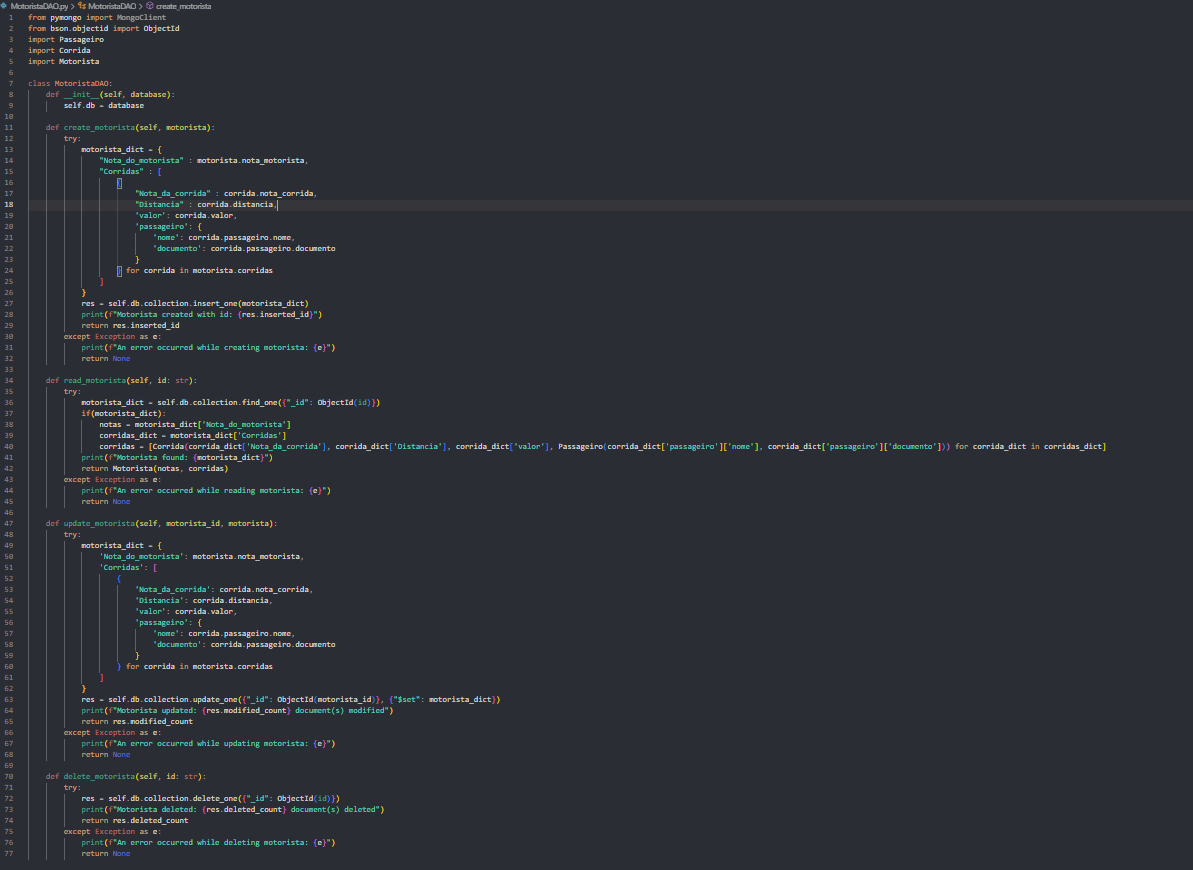 MotoristaDAO.py > MotoristaDAO > create_motorista
1 from pymongo import MongoClient
2 from bson.objectid import ObjectId
3 import Passageiro
4 import Corrida
5 import Motorista
6
7 class MotoristaDAO:
8     def __init__(self, database):
9         self.db = database
10
11     def create_motorista(self, motorista):
12         try:
13             motorista_dict = {
14                 "Nota_do_motorista" : motorista.nota_motorista,
15                 "Corridas" : [
16                     {
17                         "Nota_da_corrida" : corrida.nota_corrida,
18                         "Distancia" : corrida.distancia,
19                         'valor': corrida.valor,
20                         'passageiro': {
21                             'nome': corrida.passageiro.nome,
22                             'documento': corrida.passageiro.documento
23                         }
24                     } for corrida in motorista.corridas
25                 ]
26             }
27             res = self.db.collection.insert_one(motorista_dict)
28             print(f"Motorista created with id: {res.inserted_id}")
29             return res.inserted_id
30         except Exception as e:
31             print(f"An error occurred while creating motorista: {e}")
32             return None
33
34     def read_motorista(self, id: str):
35         try:
36             motorista_dict = self.db.collection.find_one({"_id": ObjectId(id)})
37             if(motorista_dict):
38                 notas = motorista_dict['Nota_do_motorista']
39                 corridas_dict = motorista_dict['Corridas']
40                 corridas = [Corrida(corrida_dict['Nota_da_corrida'], corrida_dict['Distancia'], corrida_dict['valor'], Passageiro(corrida_dict['passageiro']['nome'], corrida_dict['passageiro']['documento'])) for corrida_dict in corridas_dict]
41             print(f"Motorista found: {motorista_dict}")
42             return Motorista(notas, corridas)
43         except Exception as e:
44             print(f"An error occurred while reading motorista: {e}")
45             return None
46
47     def update_motorista(self, motorista_id, motorista):
48         try:
49             motorista_dict = {
50                 'Nota_do_motorista': motorista.nota_motorista,
51                 'Corridas': [
52                     {
53                         'Nota_da_corrida': corrida.nota_corrida,
54                         'Distancia': corrida.distancia,
55                         'valor': corrida.valor,
56                         'passageiro': {
57                             'nome': corrida.passageiro.nome,
58                             'documento': corrida.passageiro.documento
59                         }
60                     } for corrida in motorista.corridas
61                 ]
62             }
63             res = self.db.collection.update_one({"_id": ObjectId(motorista_id)}, {"$set": motorista_dict})
64             print(f"Motorista updated: {res.modified_count} document(s) modified")
65             return res.modified_count
66         except Exception as e:
67             print(f"An error occurred while updating motorista: {e}")
68             return None
69
70     def delete_motorista(self, id: str):
71         try:
72             res = self.db.collection.delete_one({"_id": ObjectId(id)})
73             print(f"Motorista deleted: {res.deleted_count} document(s) deleted")
74             return res.deleted_count
75         except Exception as e:
76             print(f"An error occurred while deleting motorista: {e}")
77             return None